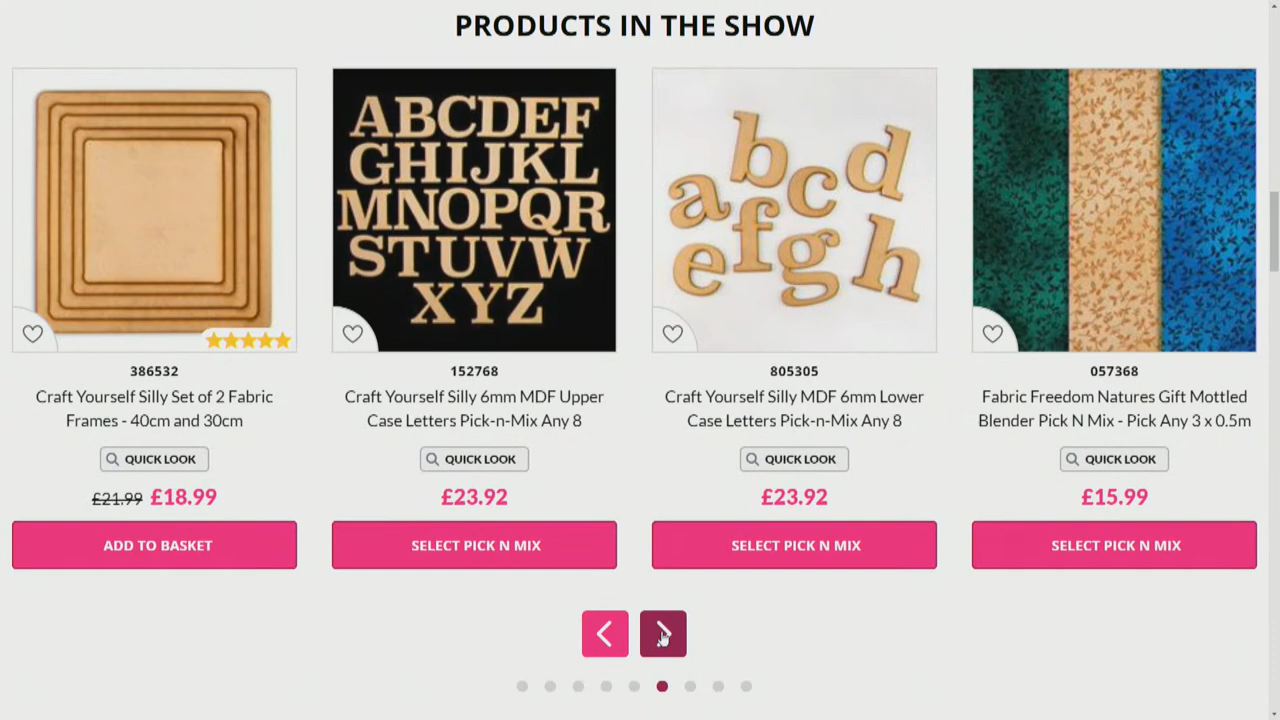 PRODUCTS IN THE SHOW
ABCDEF
GHIJKL
MNOPQR
STUVW
XYZ
b
d
a
c
f
e
g
h
386532
Craft Yourself Silly Set of 2 Fabric
Frames - 40cm and 30cm
QUICK LOOK
£21.99 £18.99
ADD TO BASKET
152768
Craft Yourself Silly 6mm MDF Upper
Case Letters Pick-n-Mix Any 8
QUICK LOOK
£23.92
SELECT PICK N MIX
805305
Craft Yourself Silly MDF 6mm Lower
Case Letters Pick-n-Mix Any 8
QUICK LOOK
£23.92
SELECT PICK N MIX
057368
Fabric Freedom Natures Gift Mottled
Blender Pick N Mix - Pick Any 3 x 0.5m
QUICK LOOK
£15.99
SELECT PICK N MIX